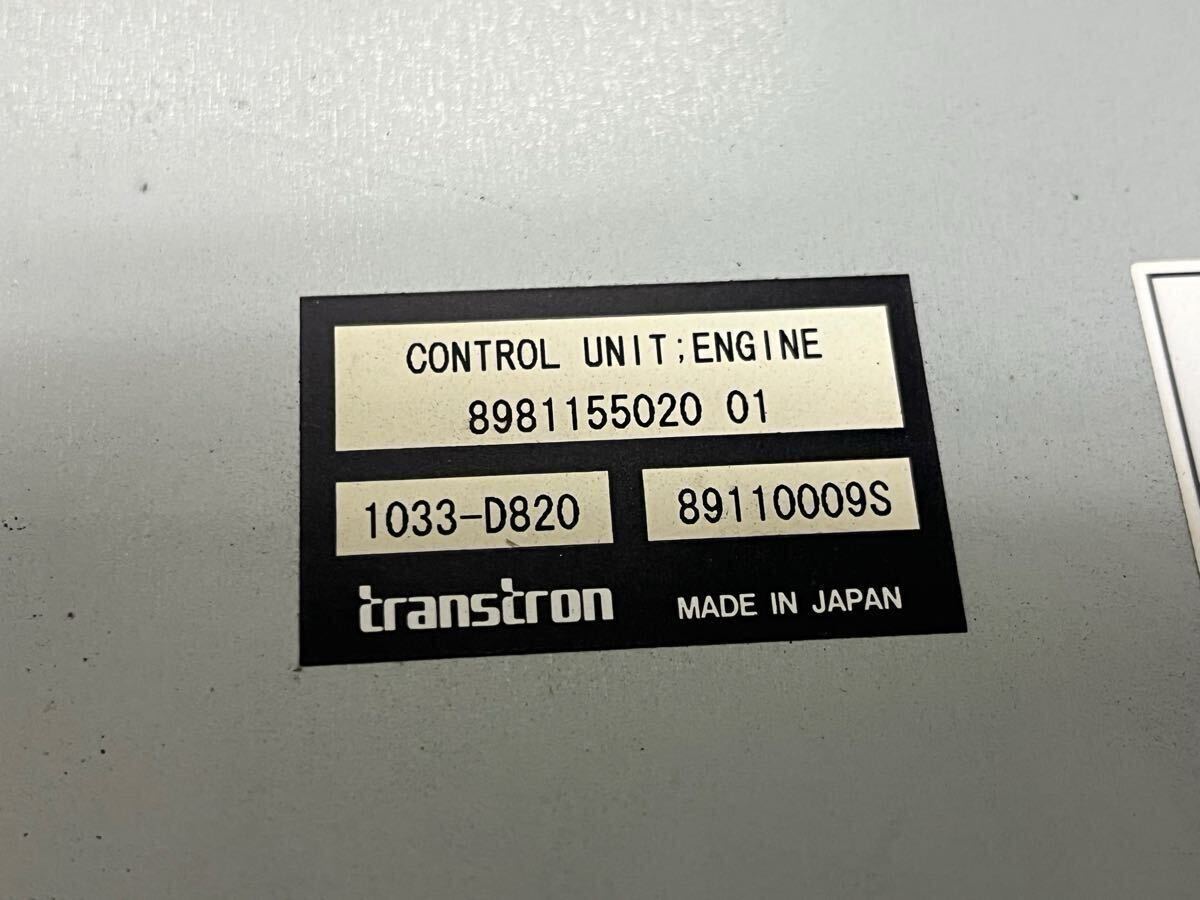 CONTROL UNIT;ENGINE
8981155020 01
1033-D820 89110009S
transtron MADE IN JAPAN